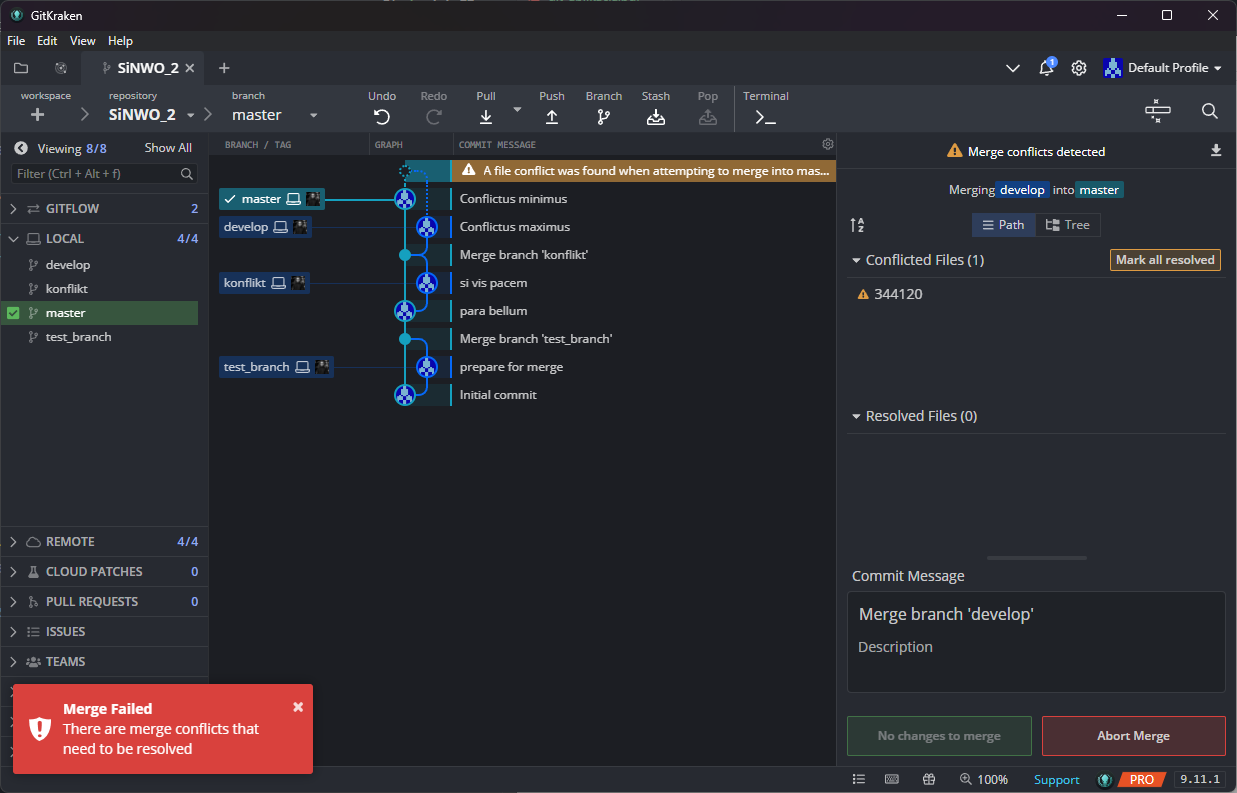 GitKraken
File Edit View Help
SiNWO_2
1
Default Profile
workspace
repository
SiNWO_2
branch
master
Undo
Redo
Pull
Push
Branch
Stash
Pop
Terminal
Viewing 8/8 Show All
Filter (Ctrl + Alt + f)
GITFLOW 2
LOCAL 4/4
develop
konflikt
master
test_branch
REMOTE 4/4
CLOUD PATCHES 0
PULL REQUESTS 0
ISSUES
TEAMS
BRANCH / TAG GRAPH COMMIT MESSAGE
A file conflict was found when attempting to merge into mas...
master Conflictus minimus
develop Conflictus maximus
Merge branch 'konflikt'
konflikt si vis pacem
para bellum
Merge branch 'test_branch'
test_branch prepare for merge
Initial commit
Merge conflicts detected
Merging develop into master
Path Tree
Conflicted Files (1) Mark all resolved
344120
Resolved Files (0)
Commit Message
Merge branch 'develop'
Description
No changes to merge Abort Merge
Merge Failed
There are merge conflicts that
need to be resolved
100% Support PRO 9.11.1